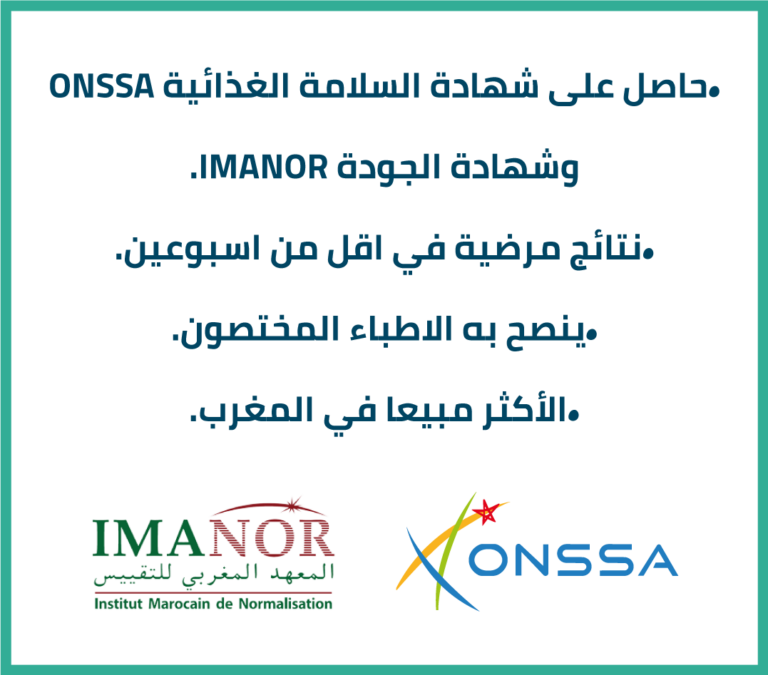 •حاصل على شهادة السلامة الغذائية ONSSA
وشهادة الجودة IMANOR.
•نتائج مرضية في اقل من اسبوعين.
•ينصح به الاطباء المختصون.
•الأكثر مبيعا في المغرب.
IMANOR
المعهد المغربي للتقييس
Institut Marocain de Normalisation
ONSSA